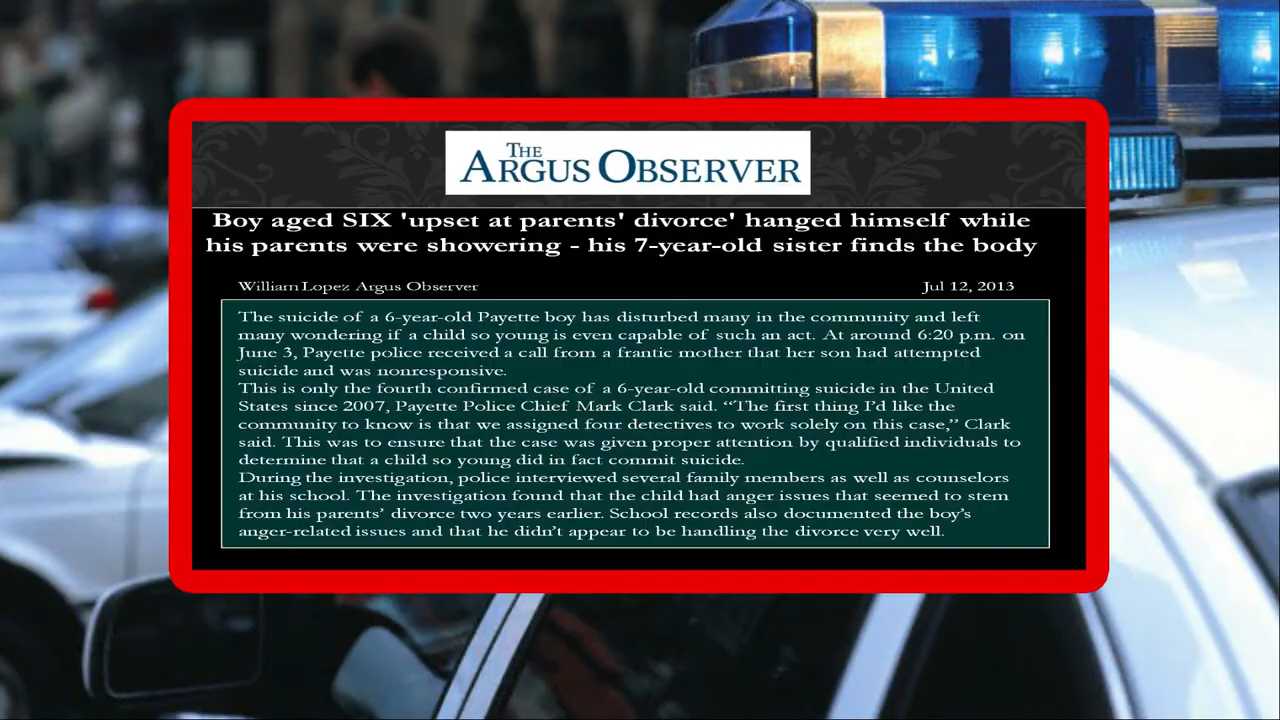 THE
ARGUS OBSERVER
Boy aged SIX 'upset at parents' divorce' hanged himself while
his parents were showering - his 7-year-old sister finds the body
William Lopez Argus Observer Jul 12, 2013
The suicide of a 6-year-old Payette boy has disturbed many in the community and left
many wondering if a child so young is even capable of such an act. At around 6:20 p.m. on
June 3, Payette police received a call from a frantic mother that her son had attempted
suicide and was nonresponsive.
This is only the fourth confirmed case of a 6-year-old committing suicide in the United
States since 2007, Payette Police Chief Mark Clark said. “The first thing I’d like the
community to know is that we assigned four detectives to work solely on this case,” Clark
said. This was to ensure that the case was given proper attention by qualified individuals to
determine that a child so young did in fact commit suicide.
During the investigation, police interviewed several family members as well as counselors
at his school. The investigation found that the child had anger issues that seemed to stem
from his parents’ divorce two years earlier. School records also documented the boy’s
anger-related issues and that he didn’t appear to be handling the divorce very well.